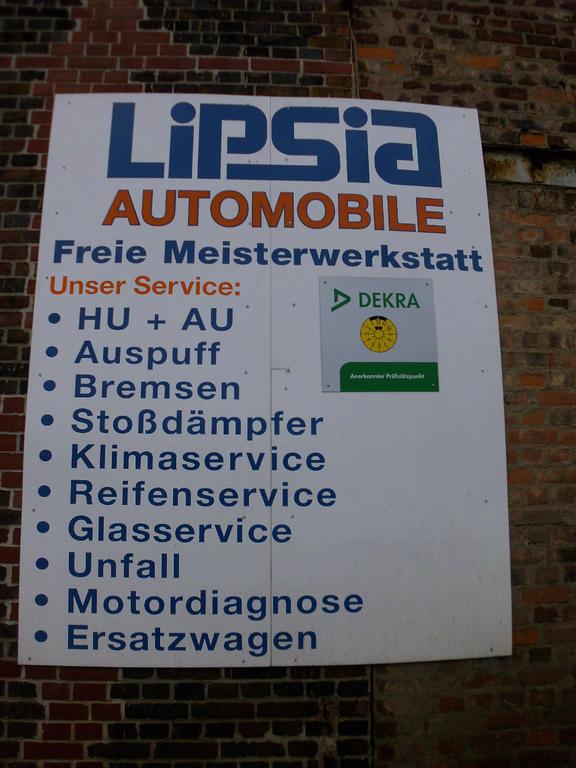 LiPSia
AUTOMOBILE
Freie Meisterwerkstatt
Unser Service:
• HU + AU
• Auspuff
• Bremsen
• Stoßdämpfer
• Klimaservice
• Reifenservice
• Glasservice
• Unfall
• Motordiagnose
• Ersatzwagen
DEKRA
Anerkannter Prüfstützpunkt